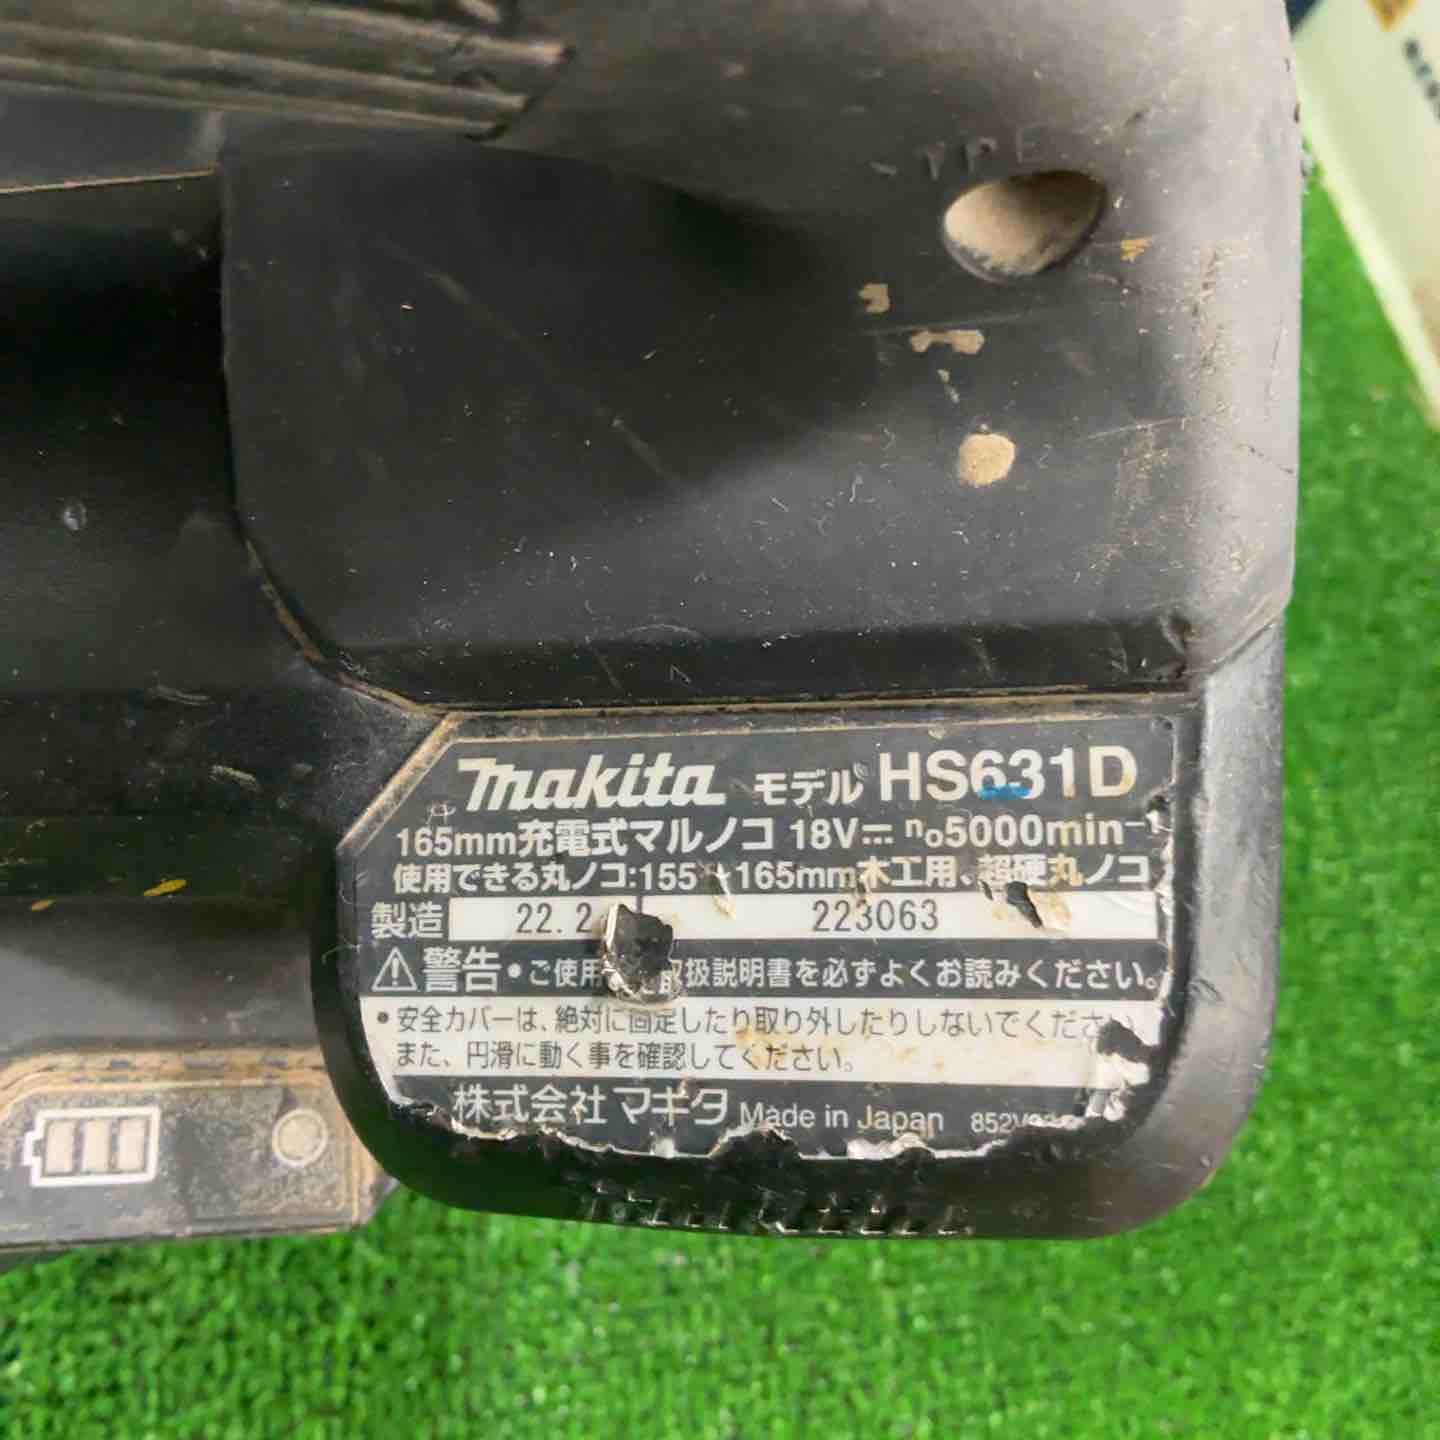 makita モデル HS631D
165mm充電式マルノコ 18V⎓ n₀5000min⁻¹
使用できる丸ノコ:155 165mm木工用、超硬丸ノコ
製造 22.2 223063
⚠警告 • ご使用 取扱説明書を必ずよくお読みください。
• 安全カバーは、絶対に固定したり取り外したりしないでください
また、円滑に動く事を確認してください。
株式会社マキタ Made in Japan